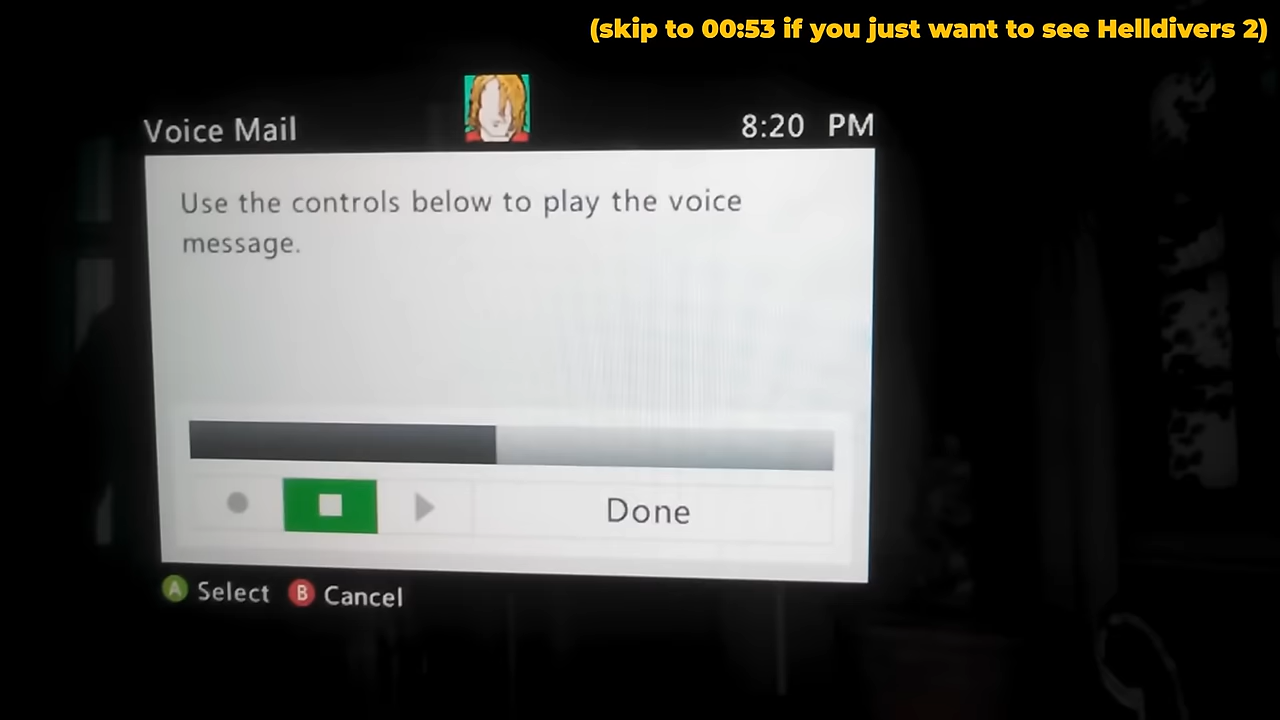 (skip to 00:53 if you just want to see Helldivers 2)
Voice Mail
8:20 PM
Use the controls below to play the voice
message.
Done
A Select B Cancel